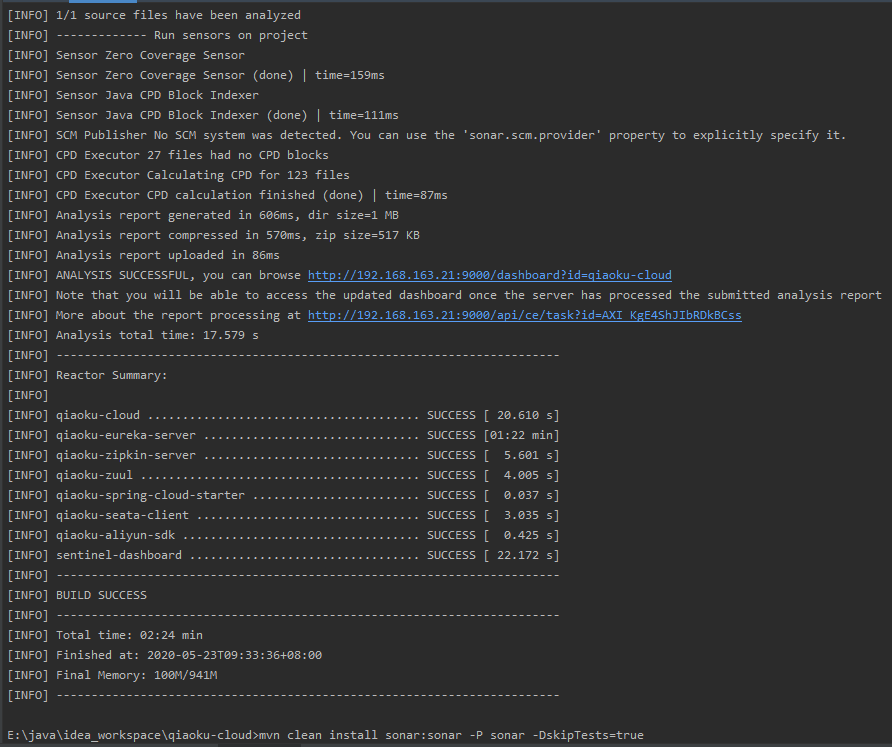 [INFO] 1/1 source files have been analyzed
[INFO] ------------- Run sensors on project
[INFO] Sensor Zero Coverage Sensor
[INFO] Sensor Zero Coverage Sensor (done) | time=159ms
[INFO] Sensor Java CPD Block Indexer
[INFO] Sensor Java CPD Block Indexer (done) | time=111ms
[INFO] SCM Publisher No SCM system was detected. You can use the 'sonar.scm.provider' property to explicitly specify it.
[INFO] CPD Executor 27 files had no CPD blocks
[INFO] CPD Executor Calculating CPD for 123 files
[INFO] CPD Executor CPD calculation finished (done) | time=87ms
[INFO] Analysis report generated in 606ms, dir size=1 MB
[INFO] Analysis report compressed in 570ms, zip size=517 KB
[INFO] Analysis report uploaded in 86ms
[INFO] ANALYSIS SUCCESSFUL, you can browse http://192.168.163.21:9000/dashboard?id=qiaoku-cloud
[INFO] Note that you will be able to access the updated dashboard once the server has processed the submitted analysis report
[INFO] More about the report processing at http://192.168.163.21:9000/api/ce/task?id=AXI_KgE4ShJIbRDkBCss
[INFO] Analysis total time: 17.579 s
[INFO] ------------------------------------------------------------------------
[INFO] Reactor Summary:
[INFO]
[INFO] qiaoku-cloud ....................................... SUCCESS [ 20.610 s]
[INFO] qiaoku-eureka-server ............................... SUCCESS [01:22 min]
[INFO] qiaoku-zipkin-server ............................... SUCCESS [  5.601 s]
[INFO] qiaoku-zuul ........................................ SUCCESS [  4.005 s]
[INFO] qiaoku-spring-cloud-starter ........................ SUCCESS [  0.037 s]
[INFO] qiaoku-seata-client ................................ SUCCESS [  3.035 s]
[INFO] qiaoku-aliyun-sdk .................................. SUCCESS [  0.425 s]
[INFO] sentinel-dashboard ................................. SUCCESS [ 22.172 s]
[INFO] ------------------------------------------------------------------------
[INFO] BUILD SUCCESS
[INFO] ------------------------------------------------------------------------
[INFO] Total time: 02:24 min
[INFO] Finished at: 2020-05-23T09:33:36+08:00
[INFO] Final Memory: 100M/941M
[INFO] ------------------------------------------------------------------------
E:\java\idea_workspace\qiaoku-cloud>mvn clean install sonar:sonar -P sonar -DskipTests=true